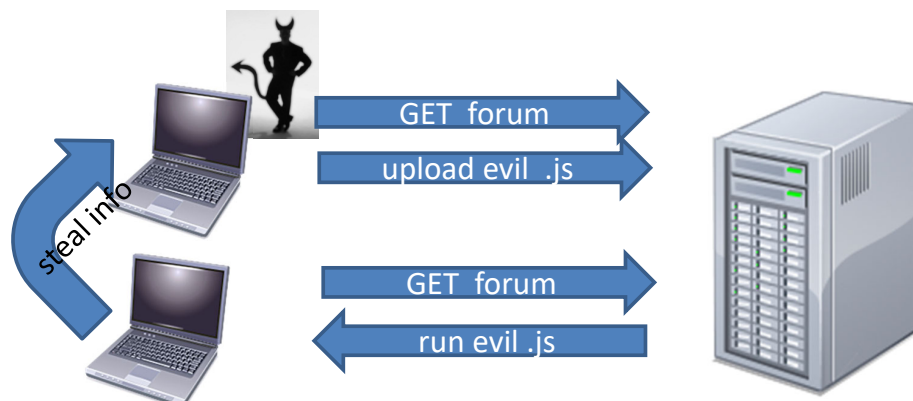 GET forum
upload evil .js
steal info
GET forum
run evil .js